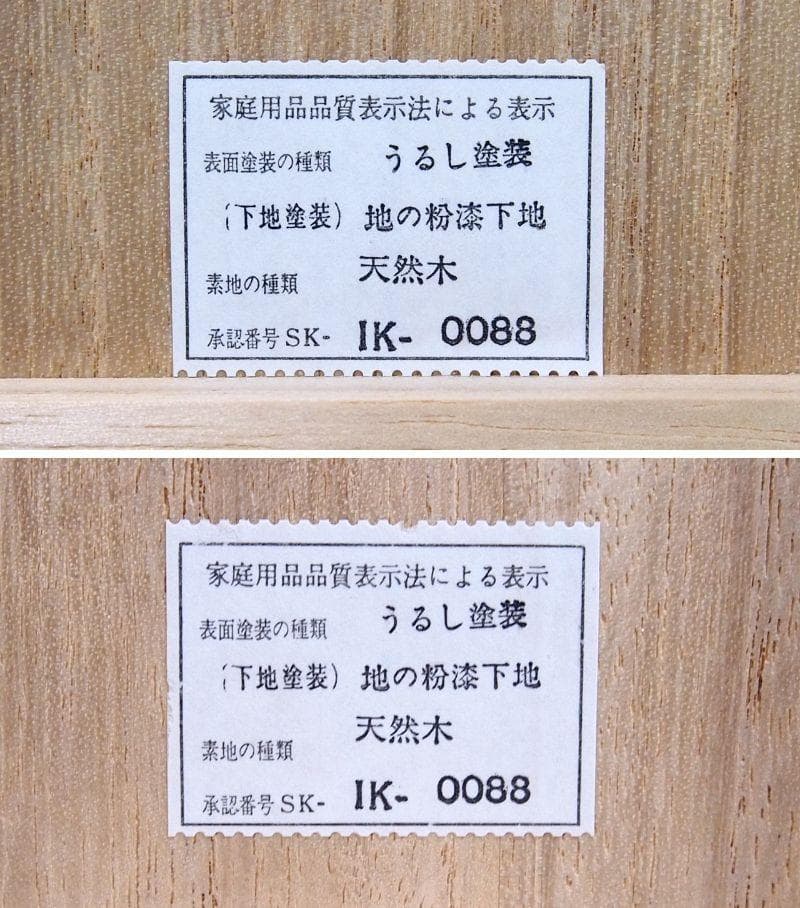 家庭用品品質表示法による表示
表面塗装の種類 うるし塗装
(下地塗装) 地の粉漆下地
素地の種類 天然木
承認番号 SK- IK- 0088
家庭用品品質表示法による表示
表面塗装の種類 うるし塗装
(下地塗装) 地の粉漆下地
素地の種類 天然木
承認番号 SK- IK- 0088